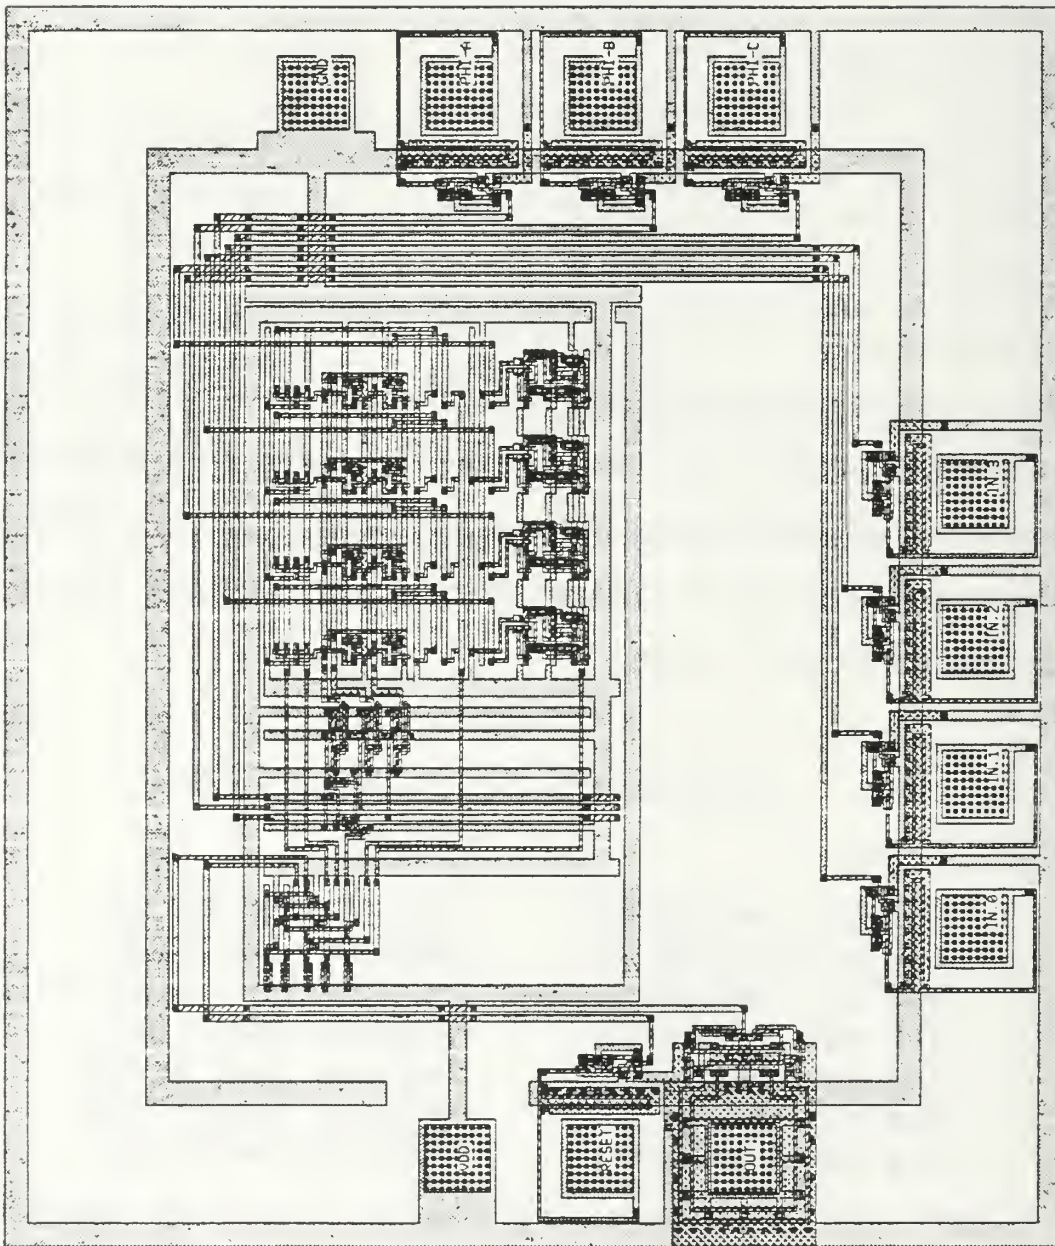 GND
PHI-A
PHI-B
PHI-C
IN.3
IN.2
IN.1
IN.0
VDD
RESET
OUT